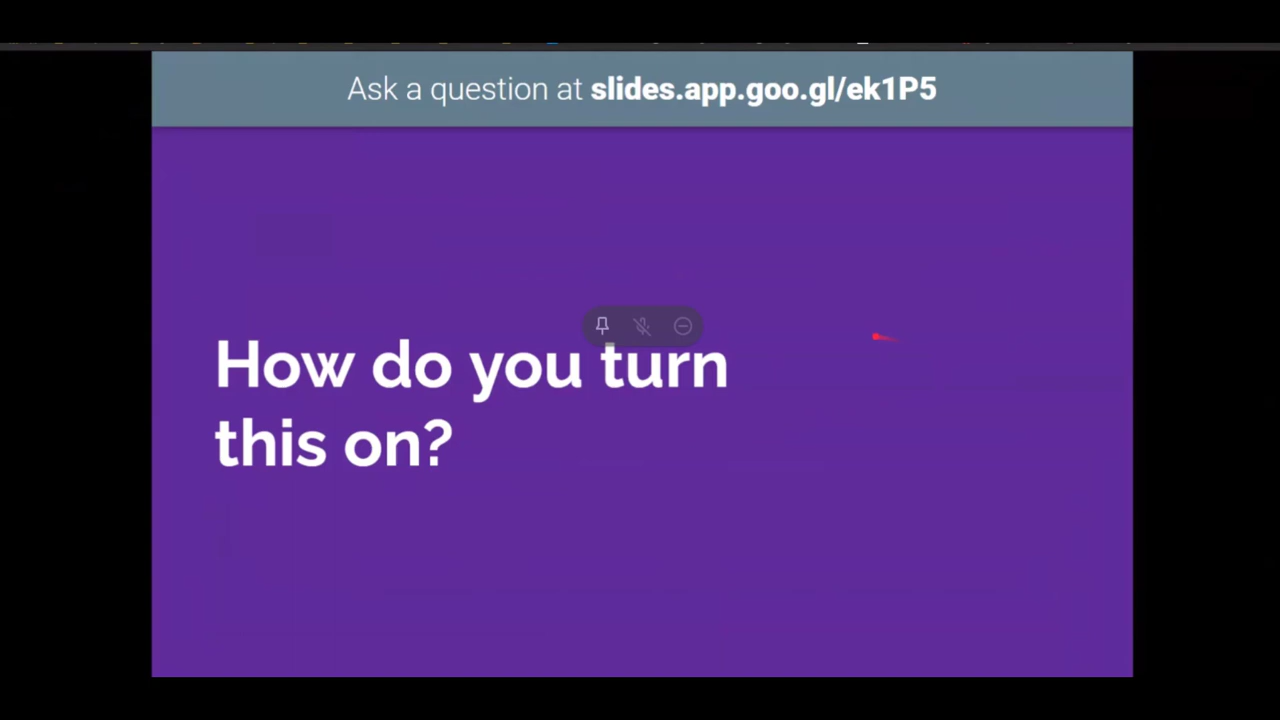 Ask a question at slides.app.goo.gl/ek1P5
How do you turn
this on?